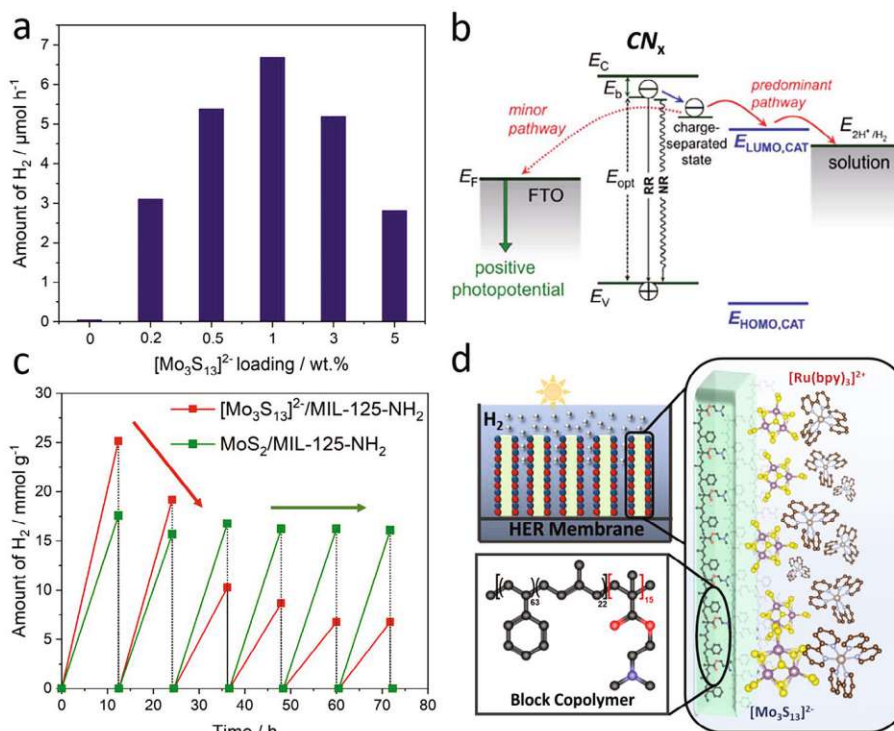 a
Amount of H2 / μmol h-1
7
6
5
4
3
2
1
0
0 0.2 0.5 1 3 5
[Mo3S13]2- loading / wt.%
b
CNx
EC
Eb
minor
pathway
predominant
pathway
charge-
separated
state
ELUMO,CAT
E2H+/H2
solution
EF
FTO
Eopt
RR
NR
positive
photopotential
EV
EHOMO,CAT
c
Amount of H2 / mmol g-1
30
25
20
15
10
5
0
[Mo3S13]2-/MIL-125-NH2
MoS2/MIL-125-NH2
0 10 20 30 40 50 60 70 80
Time / h
d
H2
HER Membrane
63
22
15
Block Copolymer
[Ru(bpy)3]2+
[Mo3S13]2-